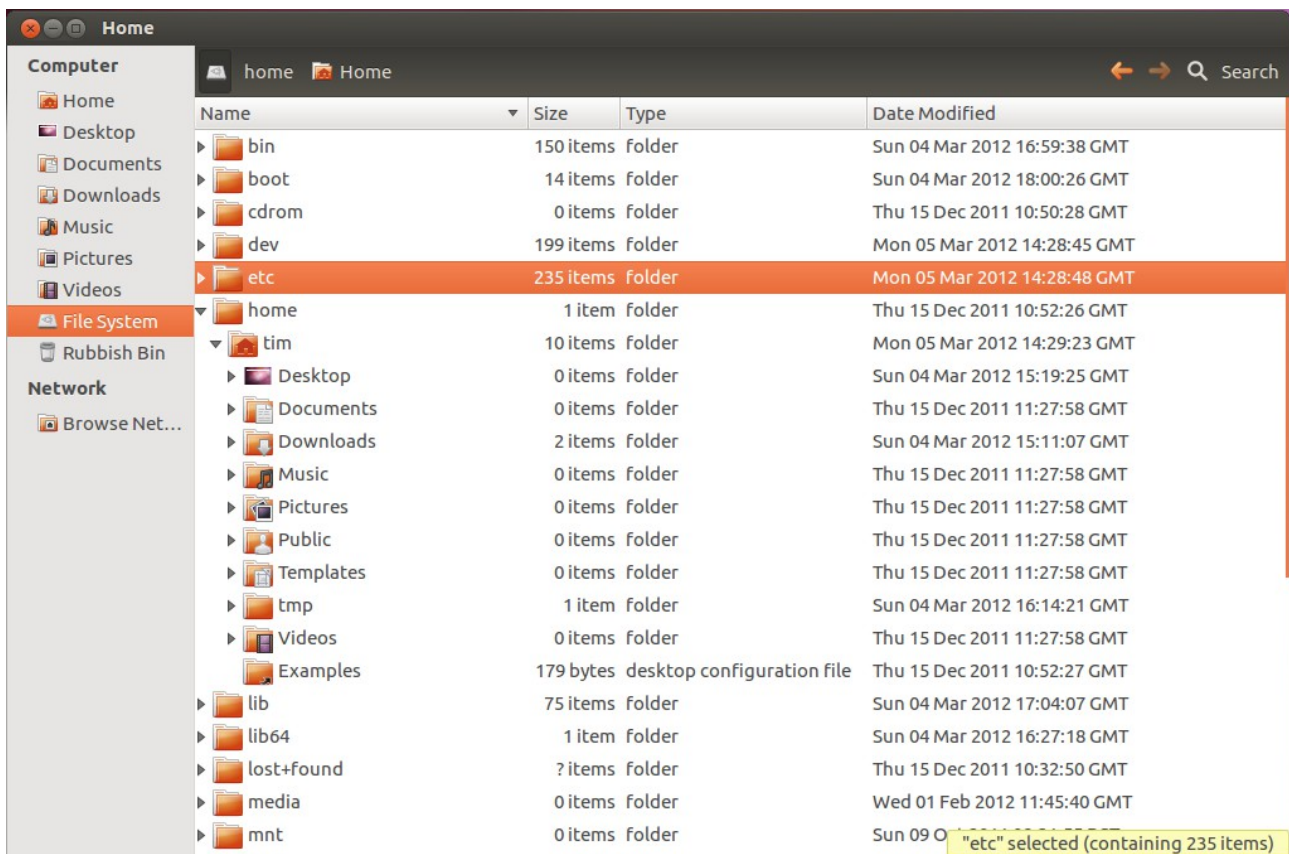 Home
Computer
Home
Desktop
Documents
Downloads
Music
Pictures
Videos
File System
Rubbish Bin
Network
Browse Net...
home Home Search
Name Size Type Date Modified
bin 150 items folder Sun 04 Mar 2012 16:59:38 GMT
boot 14 items folder Sun 04 Mar 2012 18:00:26 GMT
cdrom 0 items folder Thu 15 Dec 2011 10:50:28 GMT
dev 199 items folder Mon 05 Mar 2012 14:28:45 GMT
etc 235 items folder Mon 05 Mar 2012 14:28:48 GMT
home 1 item folder Thu 15 Dec 2011 10:52:26 GMT
tim 10 items folder Mon 05 Mar 2012 14:29:23 GMT
Desktop 0 items folder Sun 04 Mar 2012 15:19:25 GMT
Documents 0 items folder Thu 15 Dec 2011 11:27:58 GMT
Downloads 2 items folder Sun 04 Mar 2012 15:11:07 GMT
Music 0 items folder Thu 15 Dec 2011 11:27:58 GMT
Pictures 0 items folder Thu 15 Dec 2011 11:27:58 GMT
Public 0 items folder Thu 15 Dec 2011 11:27:58 GMT
Templates 0 items folder Thu 15 Dec 2011 11:27:58 GMT
tmp 1 item folder Sun 04 Mar 2012 16:14:21 GMT
Videos 0 items folder Thu 15 Dec 2011 11:27:58 GMT
Examples 179 bytes desktop configuration file Thu 15 Dec 2011 10:52:27 GMT
lib 75 items folder Sun 04 Mar 2012 17:04:07 GMT
lib64 1 item folder Sun 04 Mar 2012 16:27:18 GMT
lost+found ? items folder Thu 15 Dec 2011 10:32:50 GMT
media 0 items folder Wed 01 Feb 2012 11:45:40 GMT
mnt 0 items folder Sun 09
"etc" selected (containing 235 items)